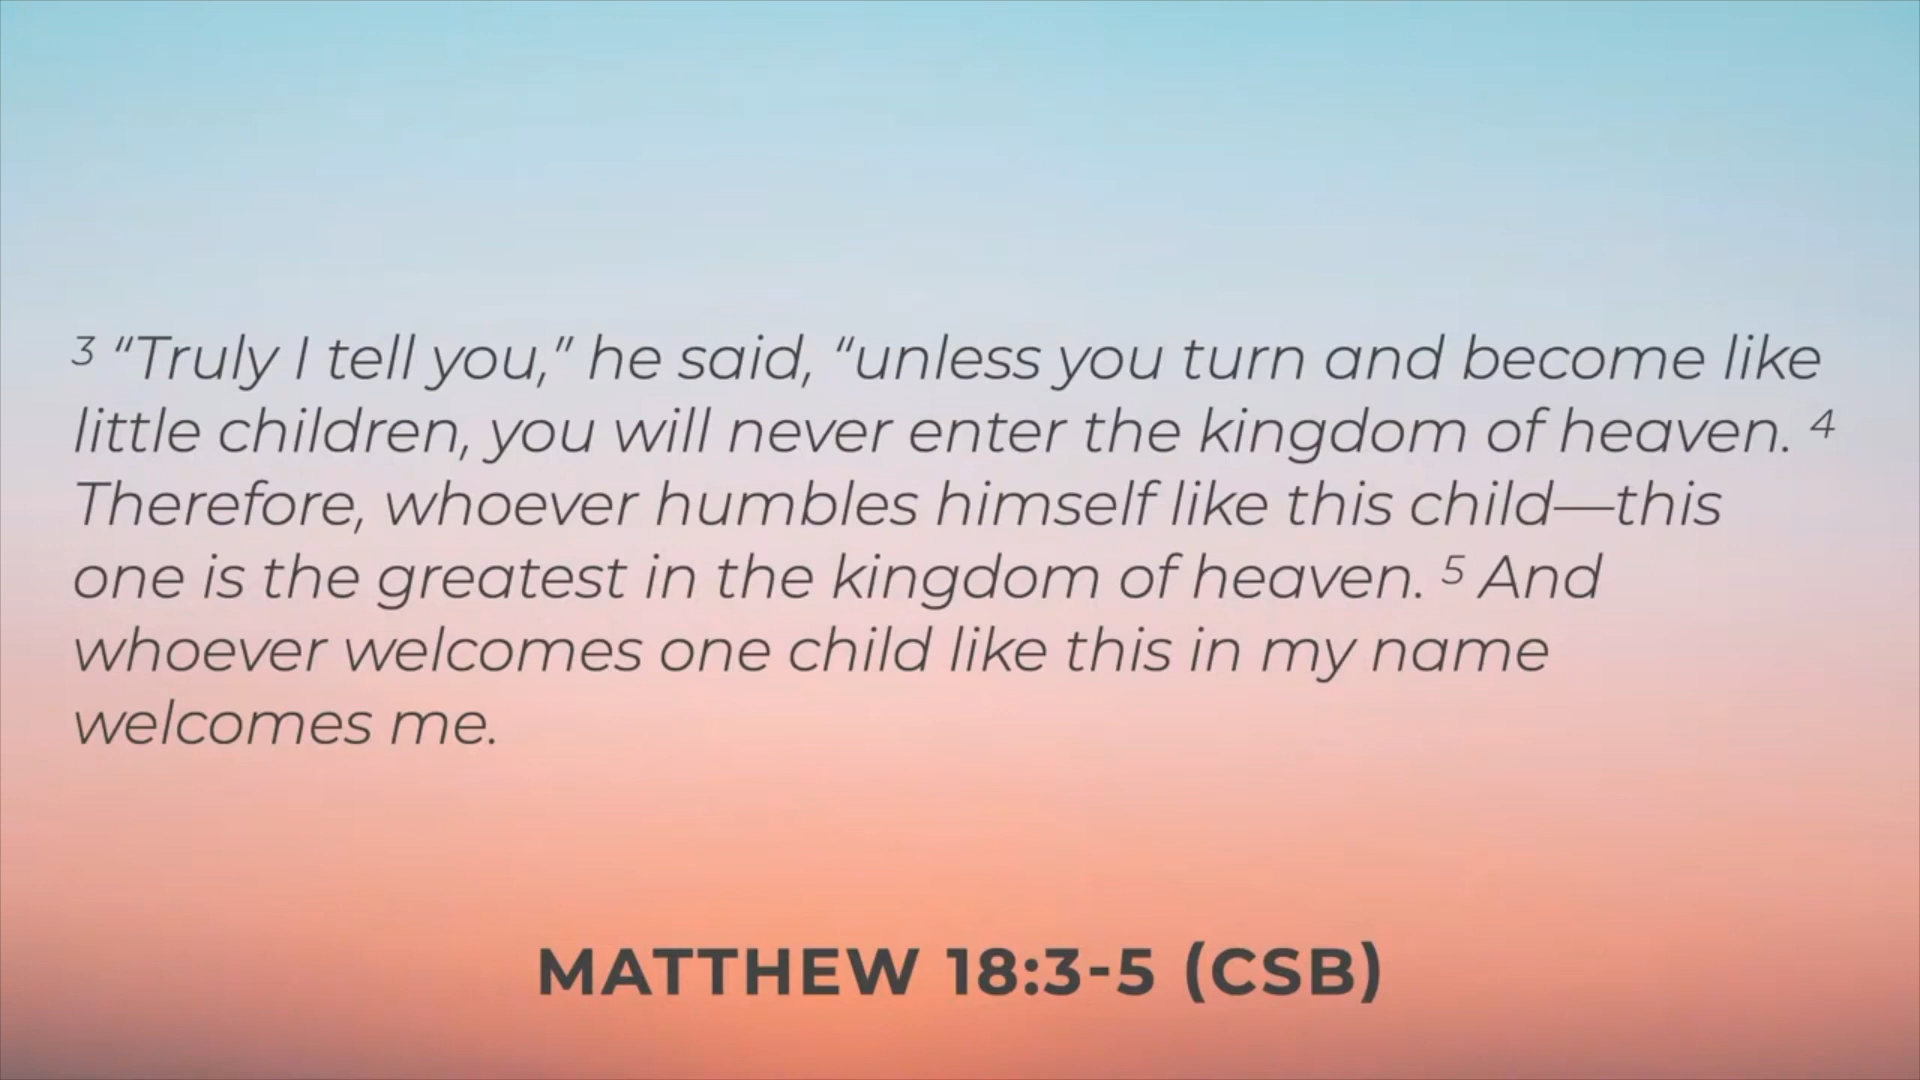 3 “Truly I tell you,” he said, “unless you turn and become like
little children, you will never enter the kingdom of heaven. 4
Therefore, whoever humbles himself like this child—this
one is the greatest in the kingdom of heaven. 5 And
whoever welcomes one child like this in my name
welcomes me.
MATTHEW 18:3-5 (CSB)